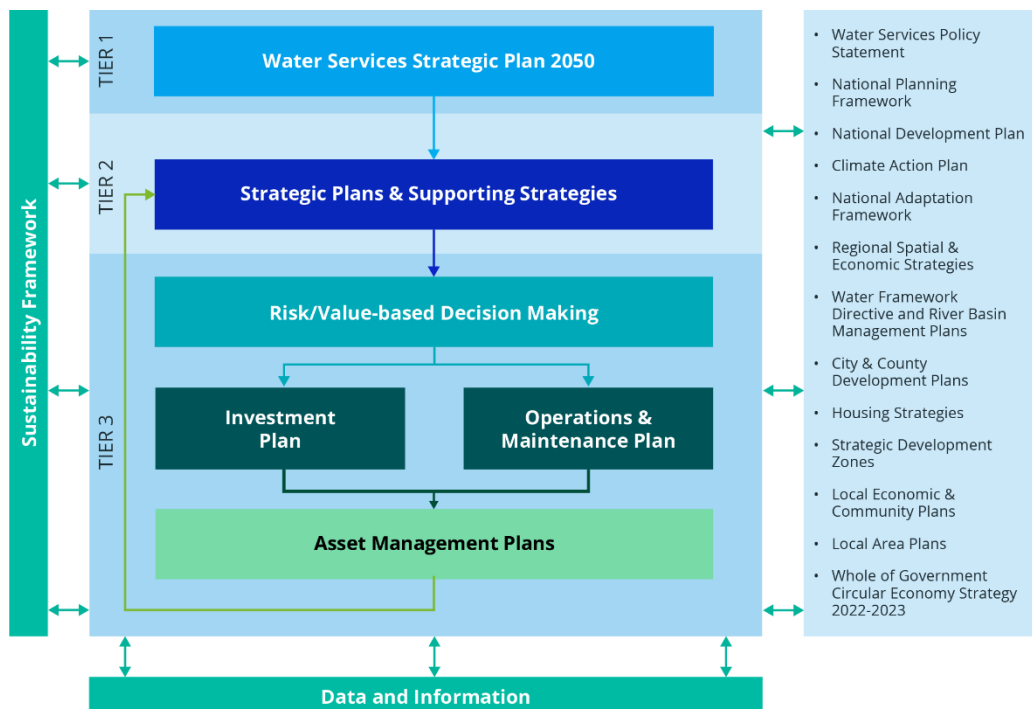 Sustainability Framework
TIER 1
Water Services Strategic Plan 2050
TIER 2
Strategic Plans & Supporting Strategies
TIER 3
Risk/Value-based Decision Making
Investment
Plan
Operations &
Maintenance Plan
Asset Management Plans
Data and Information
• Water Services Policy
Statement
• National Planning
Framework
• National Development Plan
• Climate Action Plan
• National Adaptation
Framework
• Regional Spatial &
Economic Strategies
• Water Framework
Directive and River Basin
Management Plans
• City & County
Development Plans
• Housing Strategies
• Strategic Development
Zones
• Local Economic &
Community Plans
• Local Area Plans
• Whole of Government
Circular Economy Strategy
2022-2023